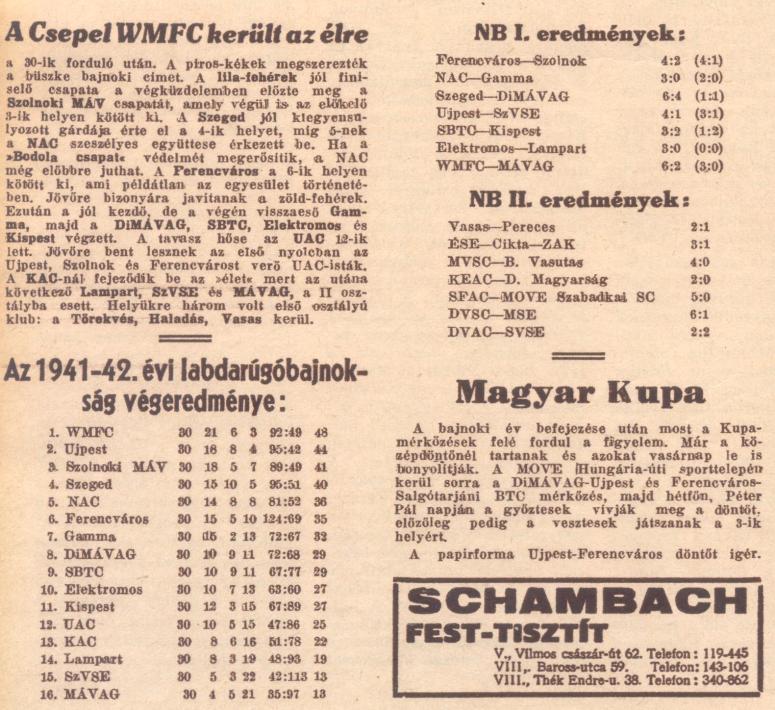 A Csepel WMFC került az élre
a 30-ik forduló után. A piros-kékek megszerezték
a büszke bajnoki címet. A lila-fehérek jól fini-
selő csapata a végküzdelemben előzte meg a
Szolnoki MÁV csapatát, amely végül is az előkelő
3-ik helyen kötött ki. A Szeged jól kiegyensu-
lyozott gárdája érte el a 4-ik helyet, míg 5-nek
a NAC szeszélyes együttese érkezett be. Ha a
»Bodola csapat« védelmét megerősítik, a NAC
még előbbre juthat. A Ferencváros a 6-ik helyen
kötött ki, ami példátlan az egyesület történeté-
ben. Jövőre bizonyára javítanak a zöld-fehérek.
Ezután a jól kezdő, de a végén visszaeső Gam-
ma, majd a DiMÁVAG, SBTC, Elektromos és
Kispest végzett. A tavasz hőse az UAC 12-ik
lett. Jövőre bent lesznek az első nyolcban az
Ujpest, Szolnok és Ferencvárost verő UAC-isták.
A KAC-nál fejeződik be az »élet« mert az utána
következő Lampart, SzVSE és MÁVAG, a II osz-
tályba esett. Helyükre három volt első osztályú
klub: a Törekvés, Haladás, Vasas kerül.
Az 1941-42. évi labdarúgóbajnok-
ság végeredménye:
1. WMFC 30 21 6 3 92:49 48
2. Ujpest 30 18 8 4 95:42 44
3. Szolnoki MÁV 30 18 5 7 89:49 41
4. Szeged 30 15 10 5 95:51 40
5. NAC 30 14 8 8 81:52 36
6. Ferencváros 30 15 5 10 124:69 35
7. Gamma 30 15 2 13 72:67 32
8. DiMÁVAG 30 10 9 11 72:68 29
9. SBTC 30 10 9 11 67:77 29
10. Elektromos 30 10 7 13 63:60 27
11. Kispest 30 12 3 15 67:89 27
12. UAC 30 10 5 15 47:86 25
13. KAC 30 8 6 16 51:78 22
14. Lampart 30 8 3 19 48:93 19
15. SzVSE 30 5 3 22 42:113 13
16. MÁVAG 30 4 5 21 35:97 13
NB I. eredmények:
Ferencváros—Szolnok 4:2 (4:1)
NAC—Gamma 3:0 (2:0)
Szeged—DiMÁVAG 6:4 (1:1)
Ujpest—SzVSE 4:1 (3:1)
SBTC—Kispest 3:2 (1:2)
Elektromos—Lampart 3:0 (0:0)
WMFC—MÁVAG 6:2 (3:0)
NB II. eredmények:
Vasas—Pereces 2:1
ÉSE—Cikta—ZAK 3:1
MVSC—B. Vasutas 4:0
KEAC—D. Magyarság 2:0
SFAC—MOVE Szabadkai SC 5:0
DVSC—MSE 6:1
DVAC—SVSE 2:2
Magyar Kupa
A bajnoki év befejezése után most a Kupa-
mérkőzések felé fordul a figyelem. Már a kö-
zépdöntőnél tartanak és azokat vasárnap le is
bonyolítják. A MOVE Hungária-úti sporttelepén
kerül sorra a DiMÁVAG-Ujpest és Ferencváros-
Salgótarjáni BTC mérkőzés, majd hétfőn, Péter
Pál napján a győztesek vívják meg a döntőt,
előzőleg pedig a vesztesek játszanak a 3-ik
helyért.
A papirforma Ujpest-Ferencváros döntőt igér.
SCHAMBACH
FEST-TISZTÍT
V., Vilmos császár-út 62. Telefon: 119-445
VIII,. Baross-utca 59. Telefon: 143-106
VIII., Thék Endre-u. 38. Telefon: 340-862